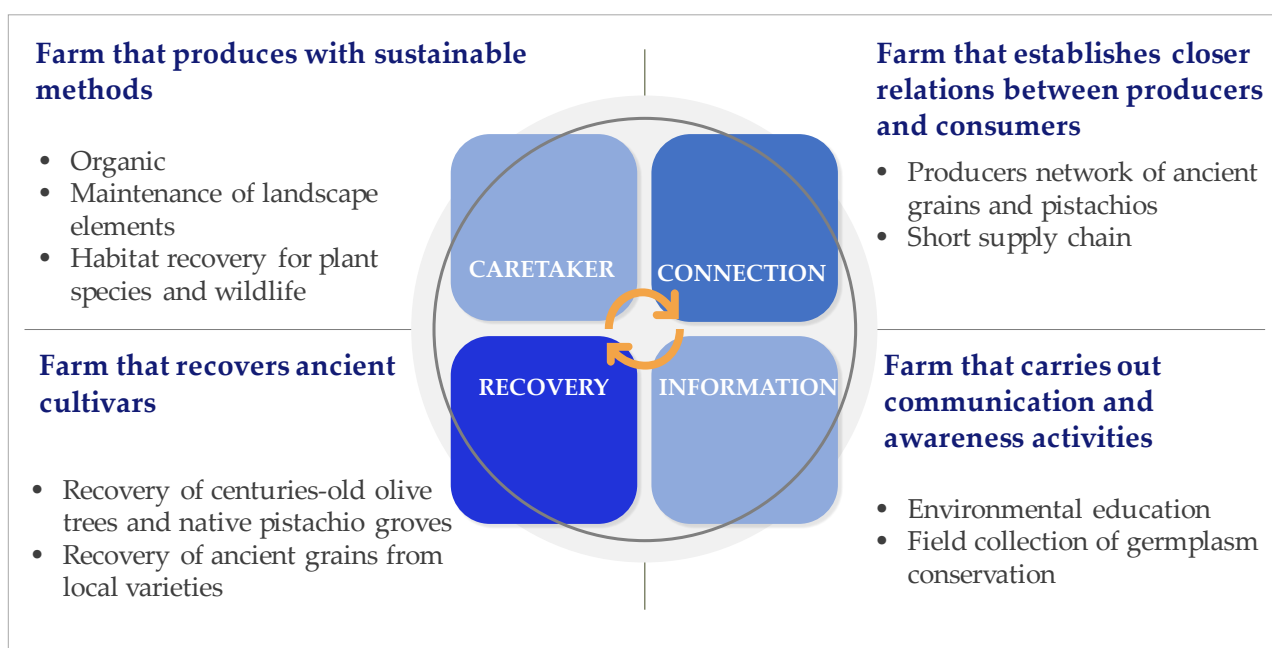 Farm that produces with sustainable
methods
• Organic
• Maintenance of landscape
elements
• Habitat recovery for plant
species and wildlife
Farm that establishes closer
relations between producers
and consumers
• Producers network of ancient
grains and pistachios
• Short supply chain
CARETAKER
CONNECTION
RECOVERY
INFORMATION
Farm that recovers ancient
cultivars
• Recovery of centuries-old olive
trees and native pistachio groves
• Recovery of ancient grains from
local varieties
Farm that carries out
communication and
awareness activities
• Environmental education
• Field collection of germplasm
conservation